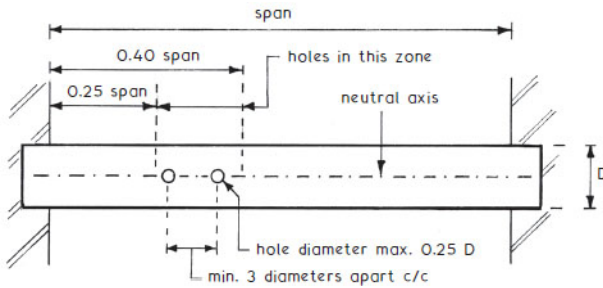 span
0.40 span
holes in this zone
0.25 span
neutral axis
D
hole diameter max. 0.25 D
min. 3 diameters apart c/c